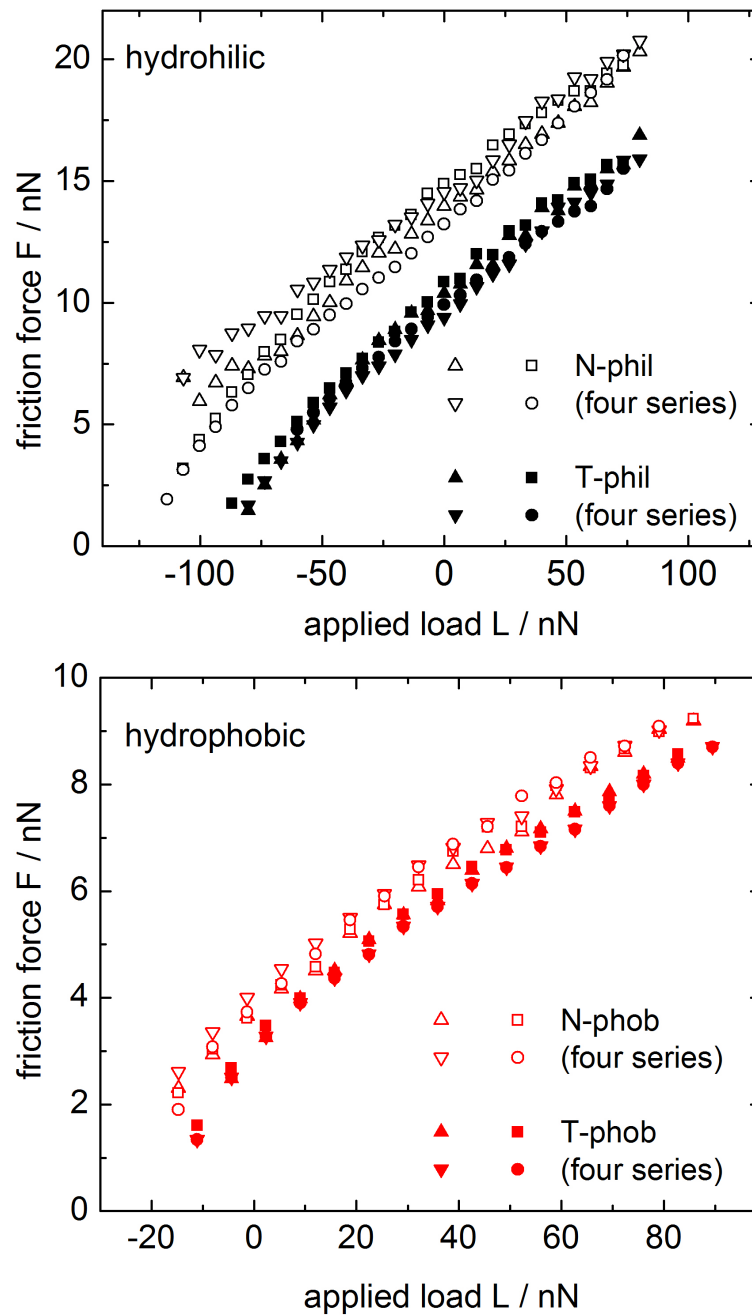 hydrohilic
friction force F / nN
20
15
10
5
0
N-phil
(four series)
T-phil
(four series)
-100
-50
0
50
100
applied load L / nN
hydrophobic
friction force F / nN
10
8
6
4
2
0
N-phob
(four series)
T-phob
(four series)
-20
0
20
40
60
80
applied load L / nN